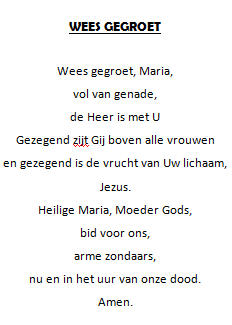 WEES GEGROET
Wees gegroet, Maria,
vol van genade,
de Heer is met U
Gezegend zijt Gij boven alle vrouwen
en gezegend is de vrucht van Uw lichaam,
Jezus.
Heilige Maria, Moeder Gods,
bid voor ons,
arme zondaars,
nu en in het uur van onze dood.
Amen.